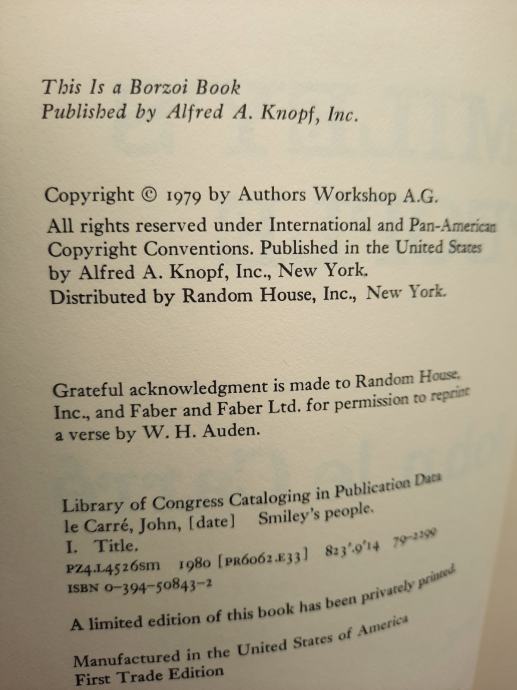 This Is a Borzoi Book
Published by Alfred A. Knopf, Inc.
Copyright © 1979 by Authors Workshop A.G.
All rights reserved under International and Pan-American
Copyright Conventions. Published in the United States
by Alfred A. Knopf, Inc., New York.
Distributed by Random House, Inc., New York.
Grateful acknowledgment is made to Random House,
Inc., and Faber and Faber Ltd. for permission to reprint
a verse by W. H. Auden.
Library of Congress Cataloging in Publication Data
le Carré, John, [date] Smiley's people.
I. Title.
PZ4.L4526sm 1980 [PR6062.E33] 823'.9'14 79-2299
ISBN 0-394-50843-2
A limited edition of this book has been privately printed.
Manufactured in the United States of America
First Trade Edition